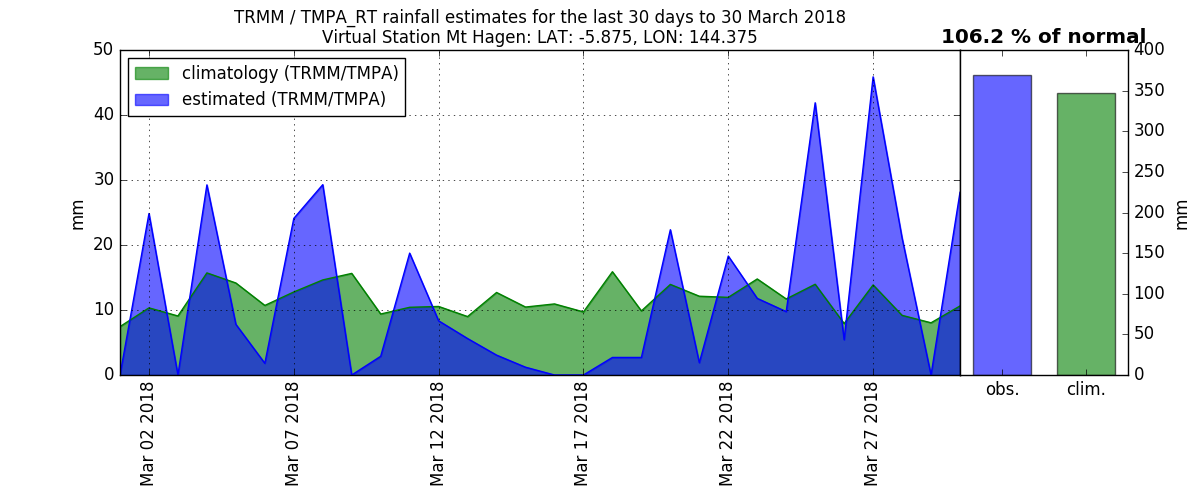 TRMM / TMPA_RT rainfall estimates for the last 30 days to 30 March 2018
Virtual Station Mt Hagen: LAT: -5.875, LON: 144.375
106.2 % of normal
climatology (TRMM/TMPA)
estimated (TRMM/TMPA)
50
40
30
20
10
0
mm
Mar 02 2018
Mar 07 2018
Mar 12 2018
Mar 17 2018
Mar 22 2018
Mar 27 2018
obs.
clim.
400
350
300
250
200
150
100
50
0
mm